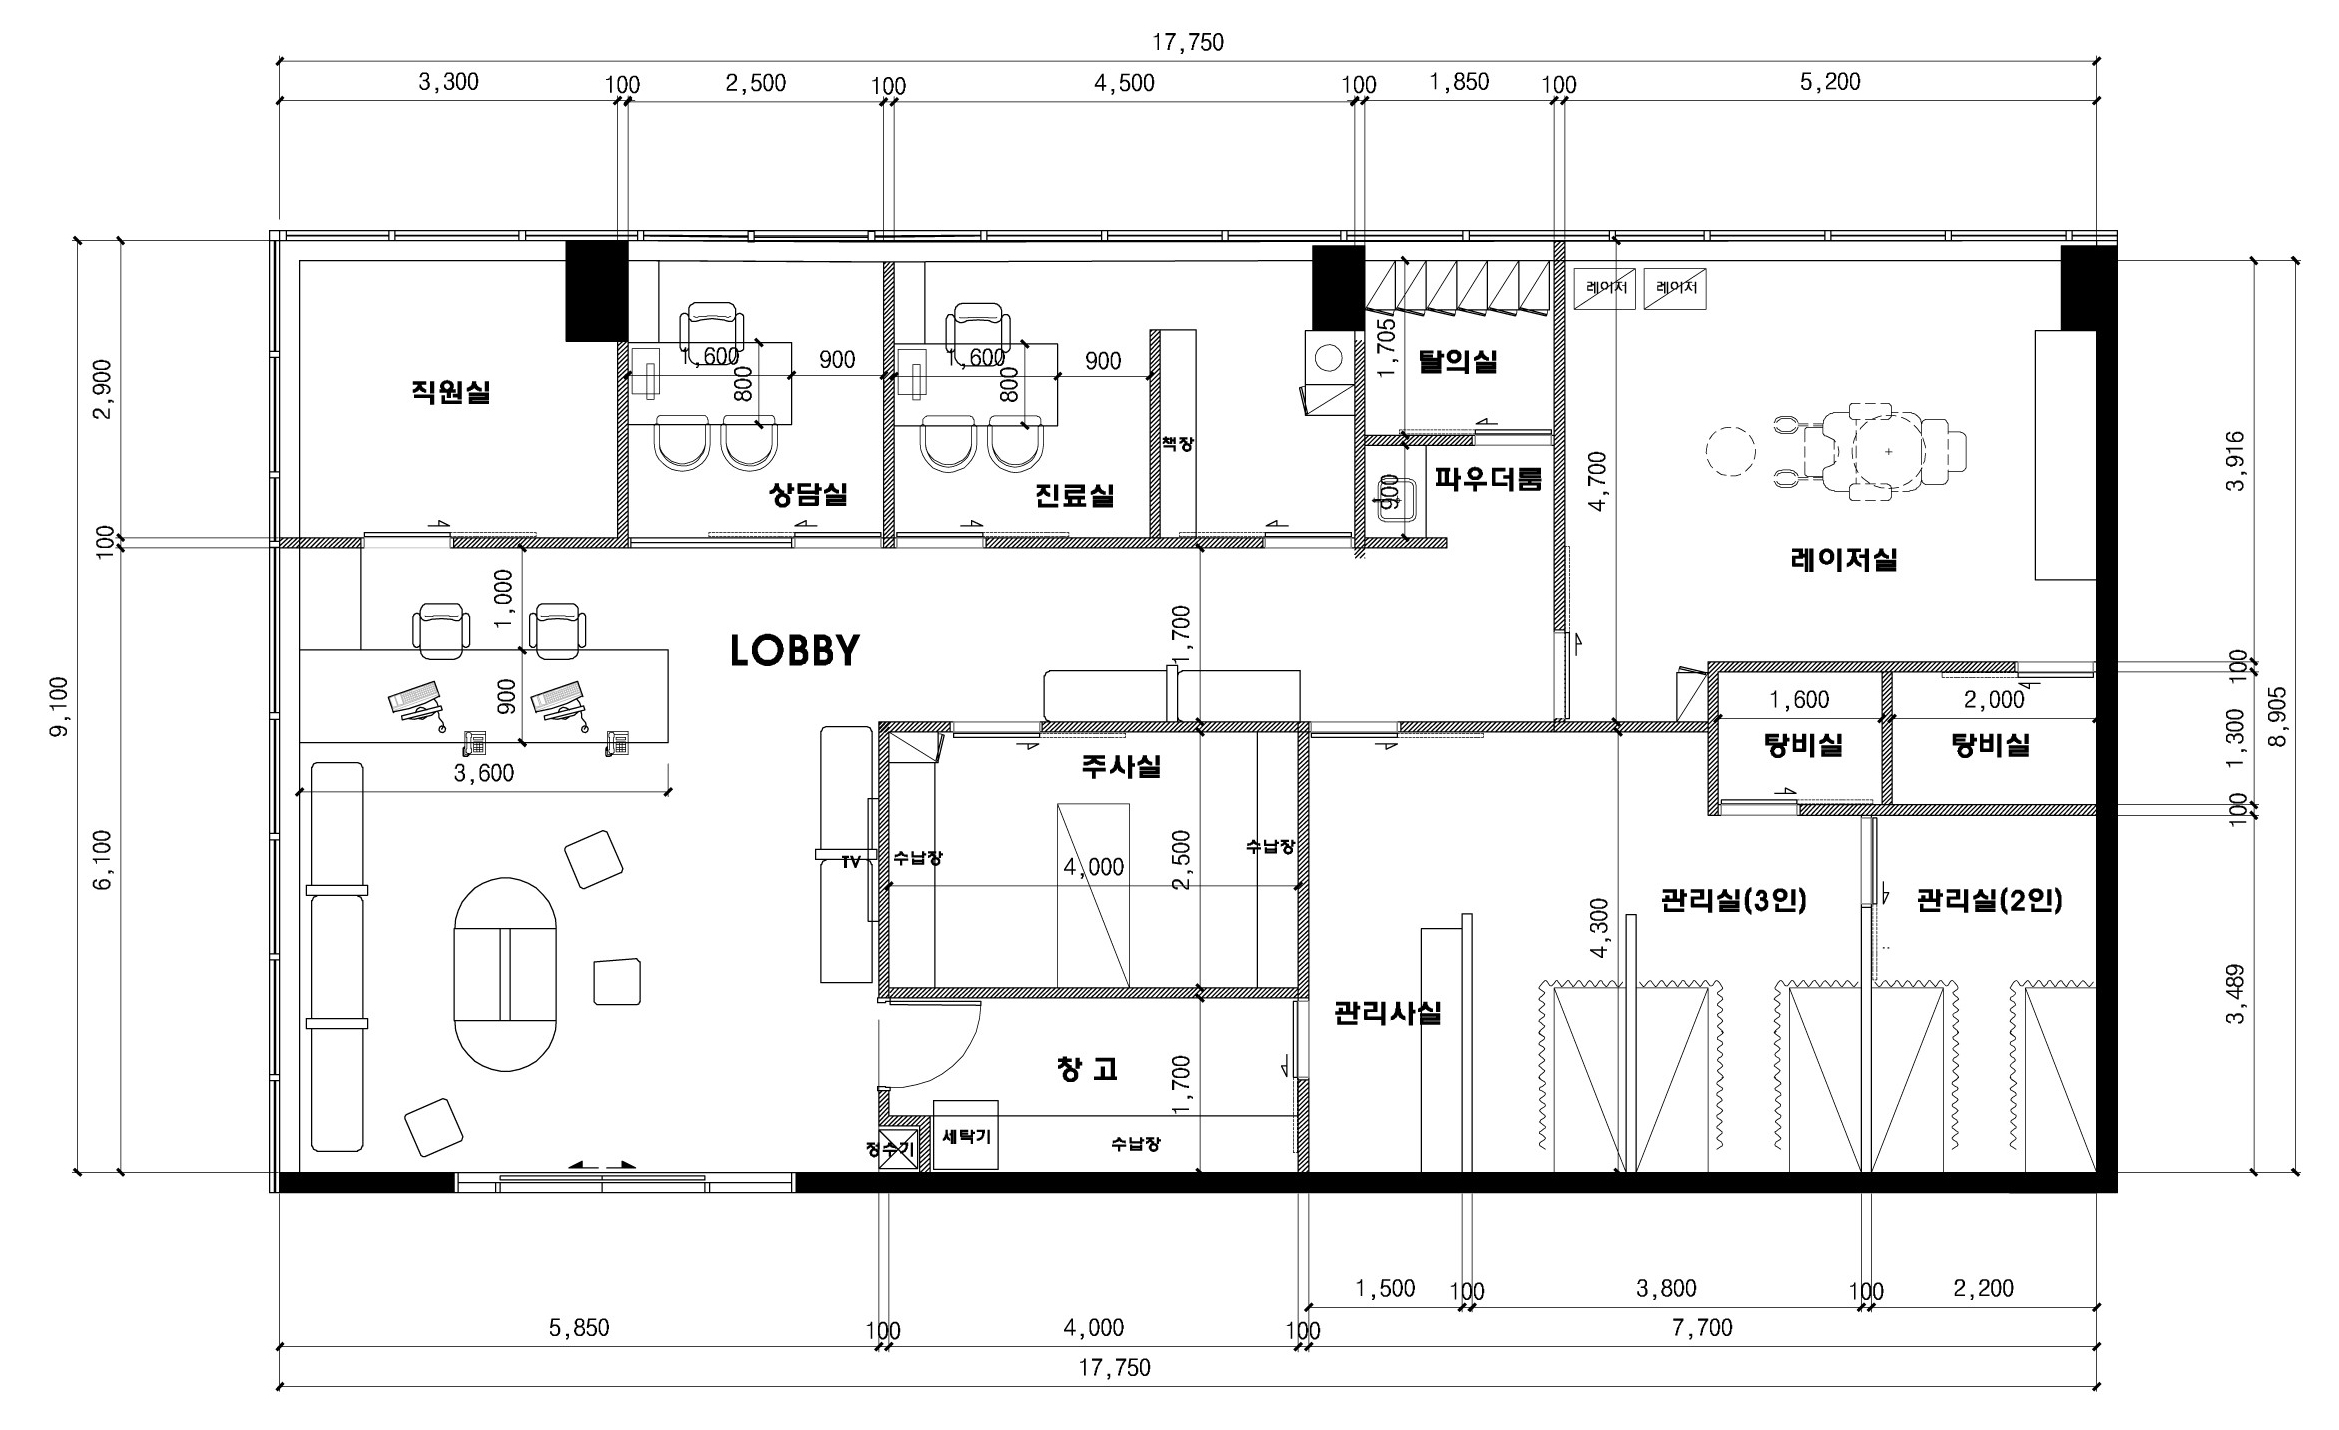 17,750
3,300 100 2,500 100 4,500 100 1,850 100 5,200
레이저 레이저
1,705
탈의실
1,600 900 1,600 900
800 800
직원실
2,900
책장
상담실 진료실
900
파우더룸
4,700
3,916
100
레이저실
1,000
1,700
LOBBY
900
9,100
100
1,600 2,000
8,905
1,300
탕비실 탕비실
3,600
주사실
100
6,100
TV
수납장
4,000
2,500
수납장
관리실(3인) 관리실(2인)
4,300
3,489
관리사실
창 고
1,700
정수기
세탁기
수납장
1,500 100 3,800 100 2,200
5,850 100 4,000 100 7,700
17,750